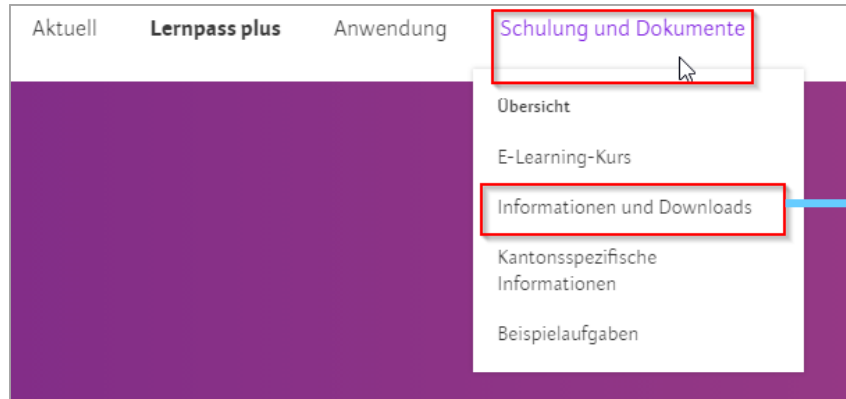 Aktuell Lernpass plus Anwendung Schulung und Dokumente
Übersicht
E-Learning-Kurs
Informationen und Downloads
Kantonsspezifische
Informationen
Beispielaufgaben